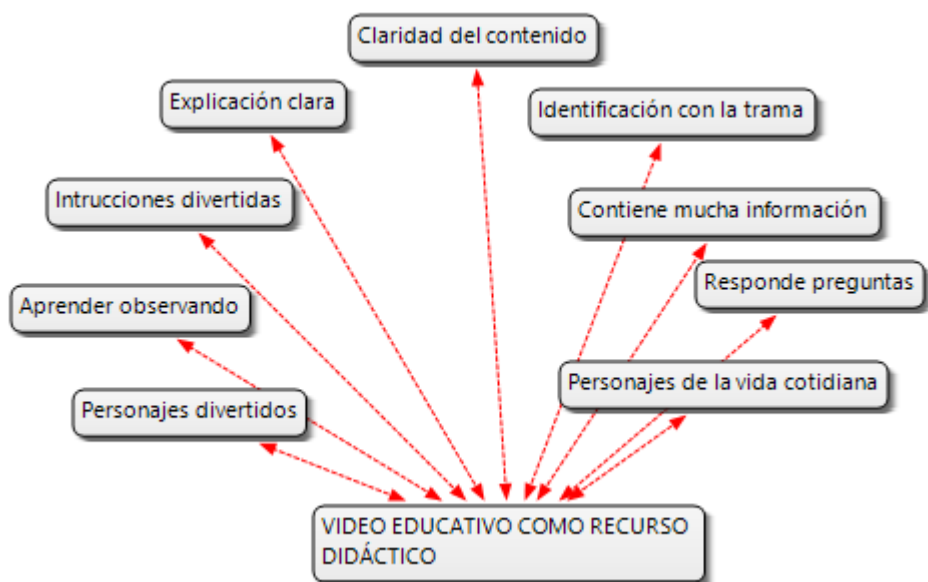 Claridad del contenido
Explicación clara
Identificación con la trama
Intrucciones divertidas
Contiene mucha información
Responde preguntas
Aprender observando
Personajes de la vida cotidiana
Personajes divertidos
VIDEO EDUCATIVO COMO RECURSO
DIDÁCTICO